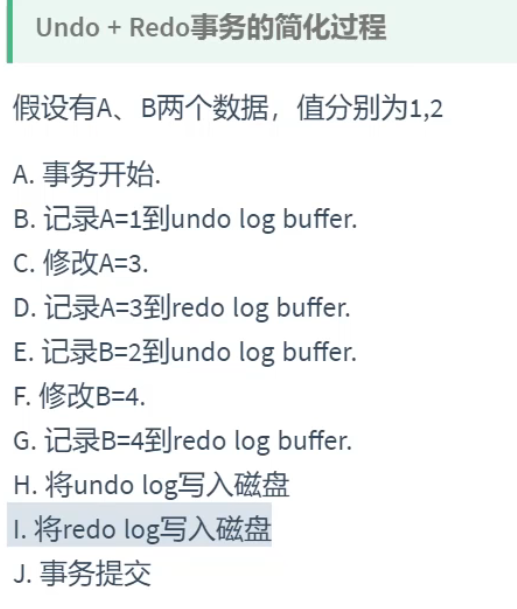 Undo + Redo事务的简化过程
假设有A、B两个数据，值分别为1,2
A. 事务开始.
B. 记录A=1到undo log buffer.
C. 修改A=3.
D. 记录A=3到redo log buffer.
E. 记录B=2到undo log buffer.
F. 修改B=4.
G. 记录B=4到redo log buffer.
H. 将undo log写入磁盘
I. 将redo log写入磁盘
J. 事务提交